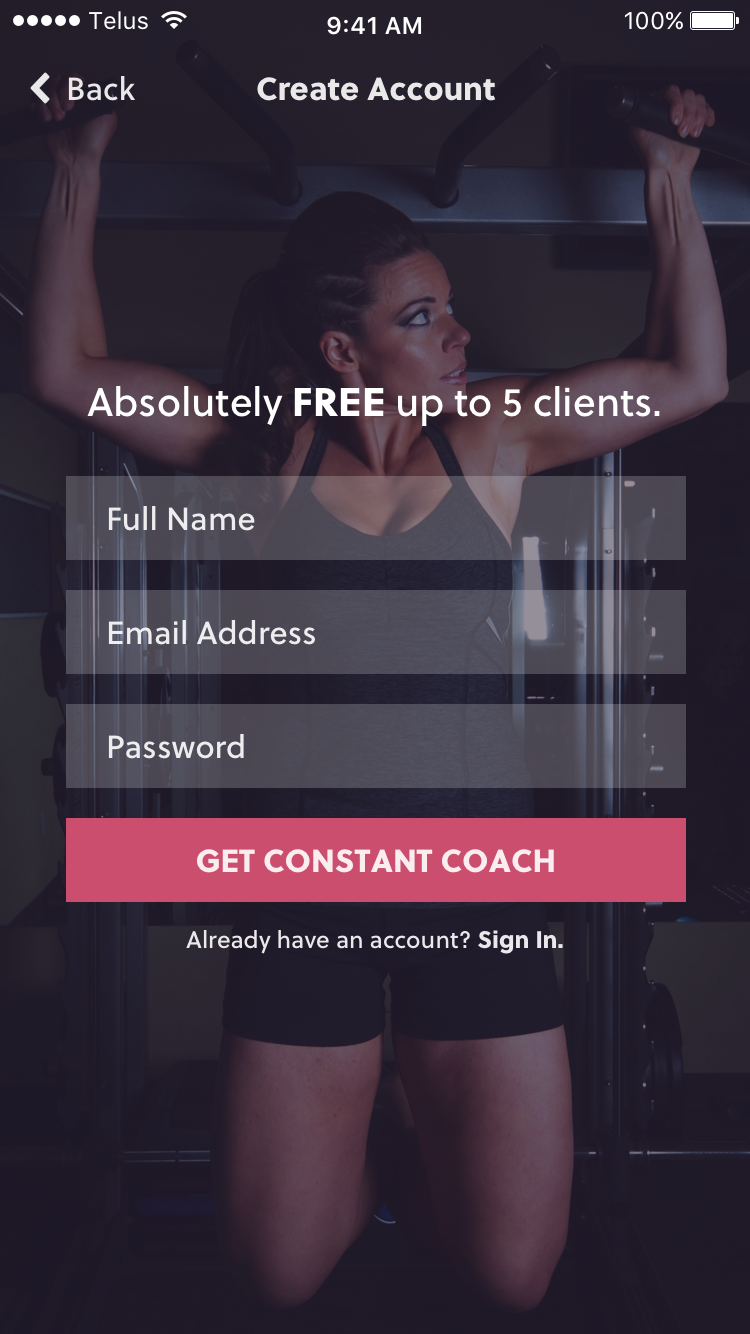 Telus 9:41 AM 100%
Back Create Account
Absolutely FREE up to 5 clients.
Full Name
Email Address
Password
GET CONSTANT COACH
Already have an account? Sign In.